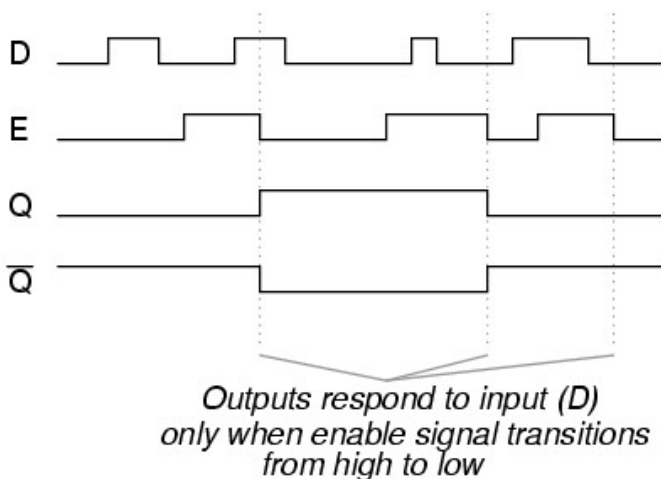 D
E
Q
Q̅
Outputs respond to input (D)
only when enable signal transitions
from high to low